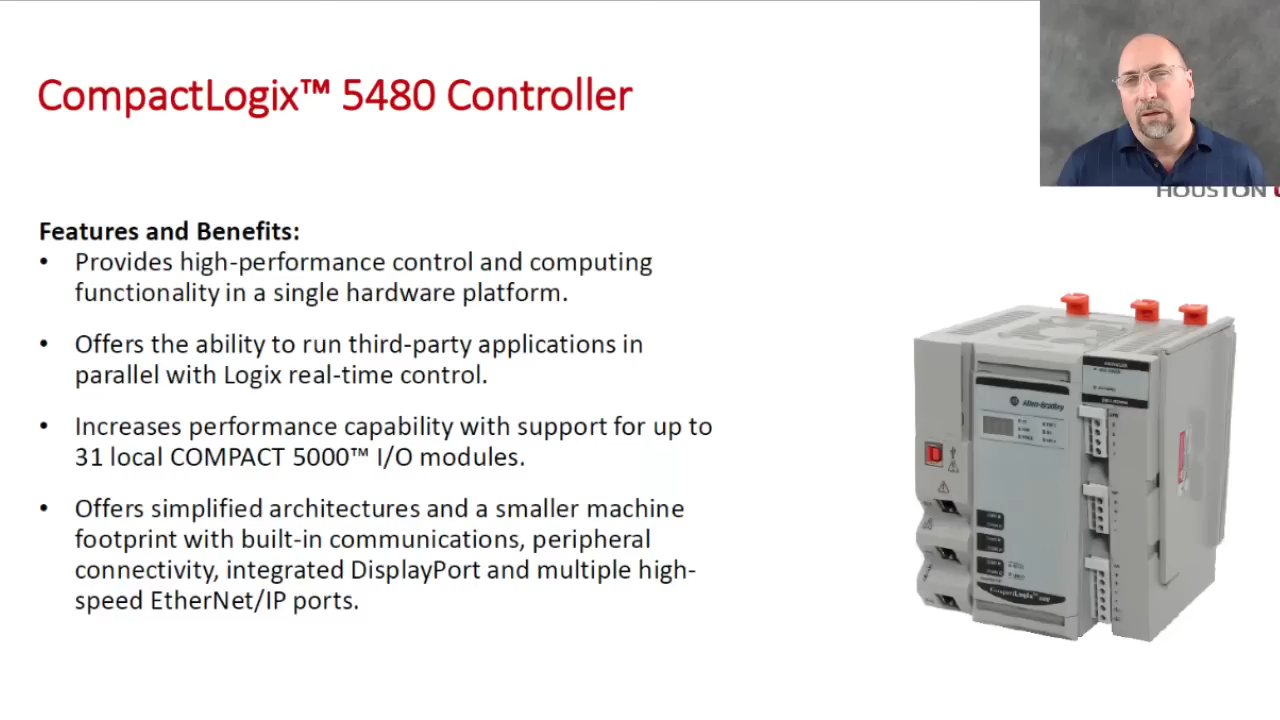 CompactLogix™ 5480 Controller
HOUSTON
Features and Benefits:
• Provides high-performance control and computing
functionality in a single hardware platform.
• Offers the ability to run third-party applications in
parallel with Logix real-time control.
• Increases performance capability with support for up to
31 local COMPACT 5000™ I/O modules.
• Offers simplified architectures and a smaller machine
footprint with built-in communications, peripheral
connectivity, integrated DisplayPort and multiple high-
speed EtherNet/IP ports.
Allen-Bradley
CompactLogix™ 5480